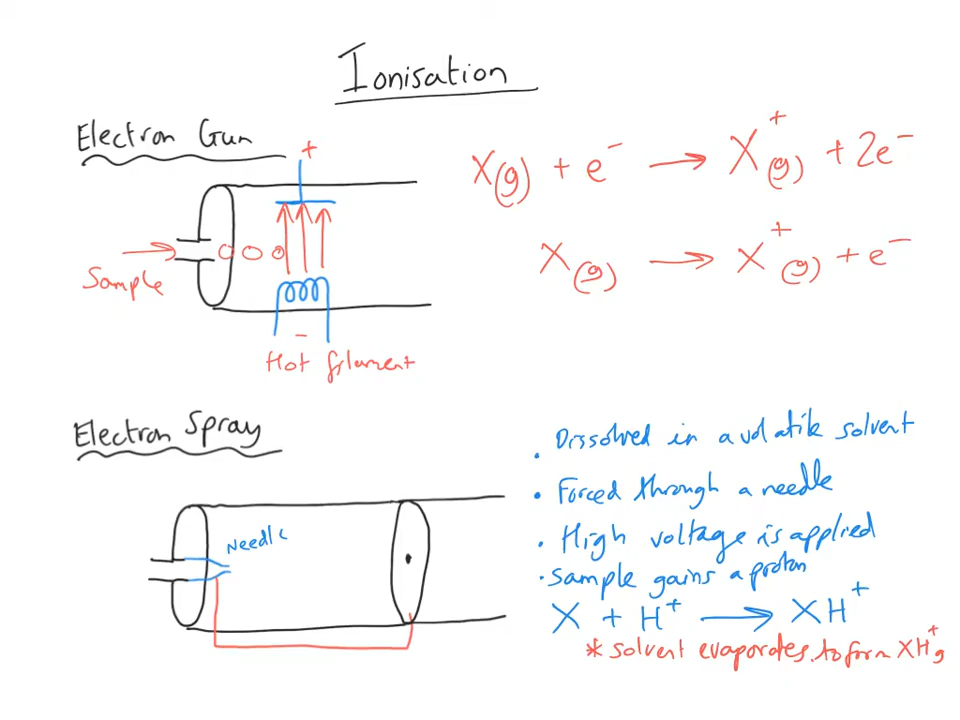 Ionisation
Electron Gun
+
X(g) + e⁻ → X⁺(g) + 2e⁻
X(g) → X⁺(g) + e⁻
Sample
-
Hot filament
Electron Spray
Needle
• Dissolved in a volatile solvent
• Forced through a needle
• High voltage is applied
• Sample gains a proton
X + H⁺ → XH⁺
* solvent evaporates to form XH⁺g